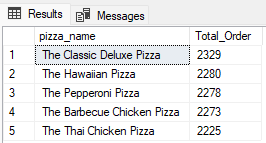 Results Messages
pizza_name Total_Order
1 The Classic Deluxe Pizza 2329
2 The Hawaiian Pizza 2280
3 The Pepperoni Pizza 2278
4 The Barbecue Chicken Pizza 2273
5 The Thai Chicken Pizza 2225